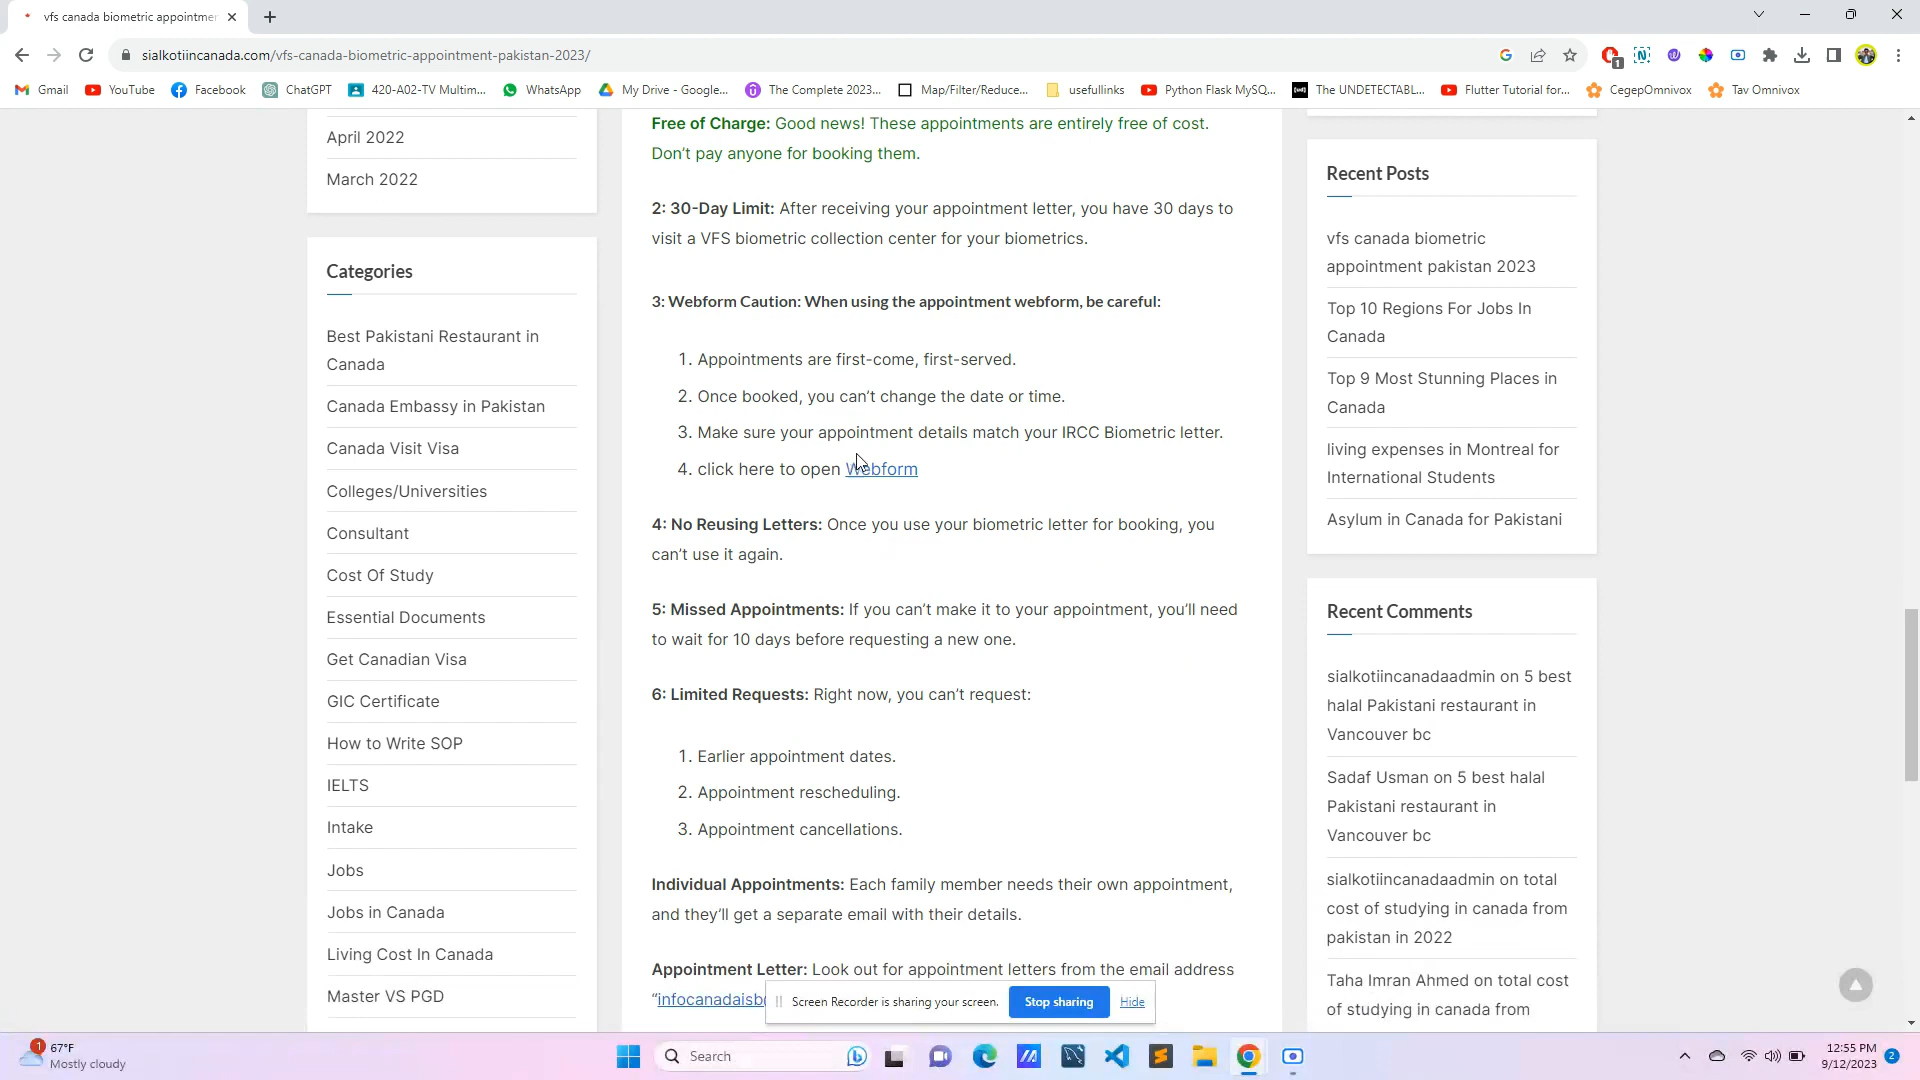 vfs canada biometric appointmen
sialkotiincanada.com/vfs-canada-biometric-appointment-pakistan-2023/
1
Gmail
YouTube
Facebook
ChatGPT
420-A02-TV Multim...
WhatsApp
My Drive - Google...
The Complete 2023...
Map/Filter/Reduce...
usefullinks
Python Flask MySQ...
The UNDETECTABL...
Flutter Tutorial for...
CegepOmnivox
Tav Omnivox
April 2022
March 2022
Categories
Best Pakistani Restaurant in
Canada
Canada Embassy in Pakistan
Canada Visit Visa
Colleges/Universities
Consultant
Cost Of Study
Essential Documents
Get Canadian Visa
GIC Certificate
How to Write SOP
IELTS
Intake
Jobs
Jobs in Canada
Living Cost In Canada
Master VS PGD
Free of Charge: Good news! These appointments are entirely free of cost.
Don’t pay anyone for booking them.
2: 30-Day Limit: After receiving your appointment letter, you have 30 days to
visit a VFS biometric collection center for your biometrics.
3: Webform Caution: When using the appointment webform, be careful:
1. Appointments are first-come, first-served.
2. Once booked, you can’t change the date or time.
3. Make sure your appointment details match your IRCC Biometric letter.
4. click here to open Webform
4: No Reusing Letters: Once you use your biometric letter for booking, you
can’t use it again.
5: Missed Appointments: If you can’t make it to your appointment, you’ll need
to wait for 10 days before requesting a new one.
6: Limited Requests: Right now, you can’t request:
1. Earlier appointment dates.
2. Appointment rescheduling.
3. Appointment cancellations.
Individual Appointments: Each family member needs their own appointment,
and they’ll get a separate email with their details.
Appointment Letter: Look out for appointment letters from the email address
“infocanadaisb
Recent Posts
vfs canada biometric
appointment pakistan 2023
Top 10 Regions For Jobs In
Canada
Top 9 Most Stunning Places in
Canada
living expenses in Montreal for
International Students
Asylum in Canada for Pakistani
Recent Comments
sialkotiincanadaadmin on 5 best
halal Pakistani restaurant in
Vancouver bc
Sadaf Usman on 5 best halal
Pakistani restaurant in
Vancouver bc
sialkotiincanadaadmin on total
cost of studying in canada from
pakistan in 2022
Taha Imran Ahmed on total cost
of studying in canada from
Screen Recorder is sharing your screen.
Stop sharing
Hide
1
67°F
Mostly cloudy
Search
12:55 PM
9/12/2023
2